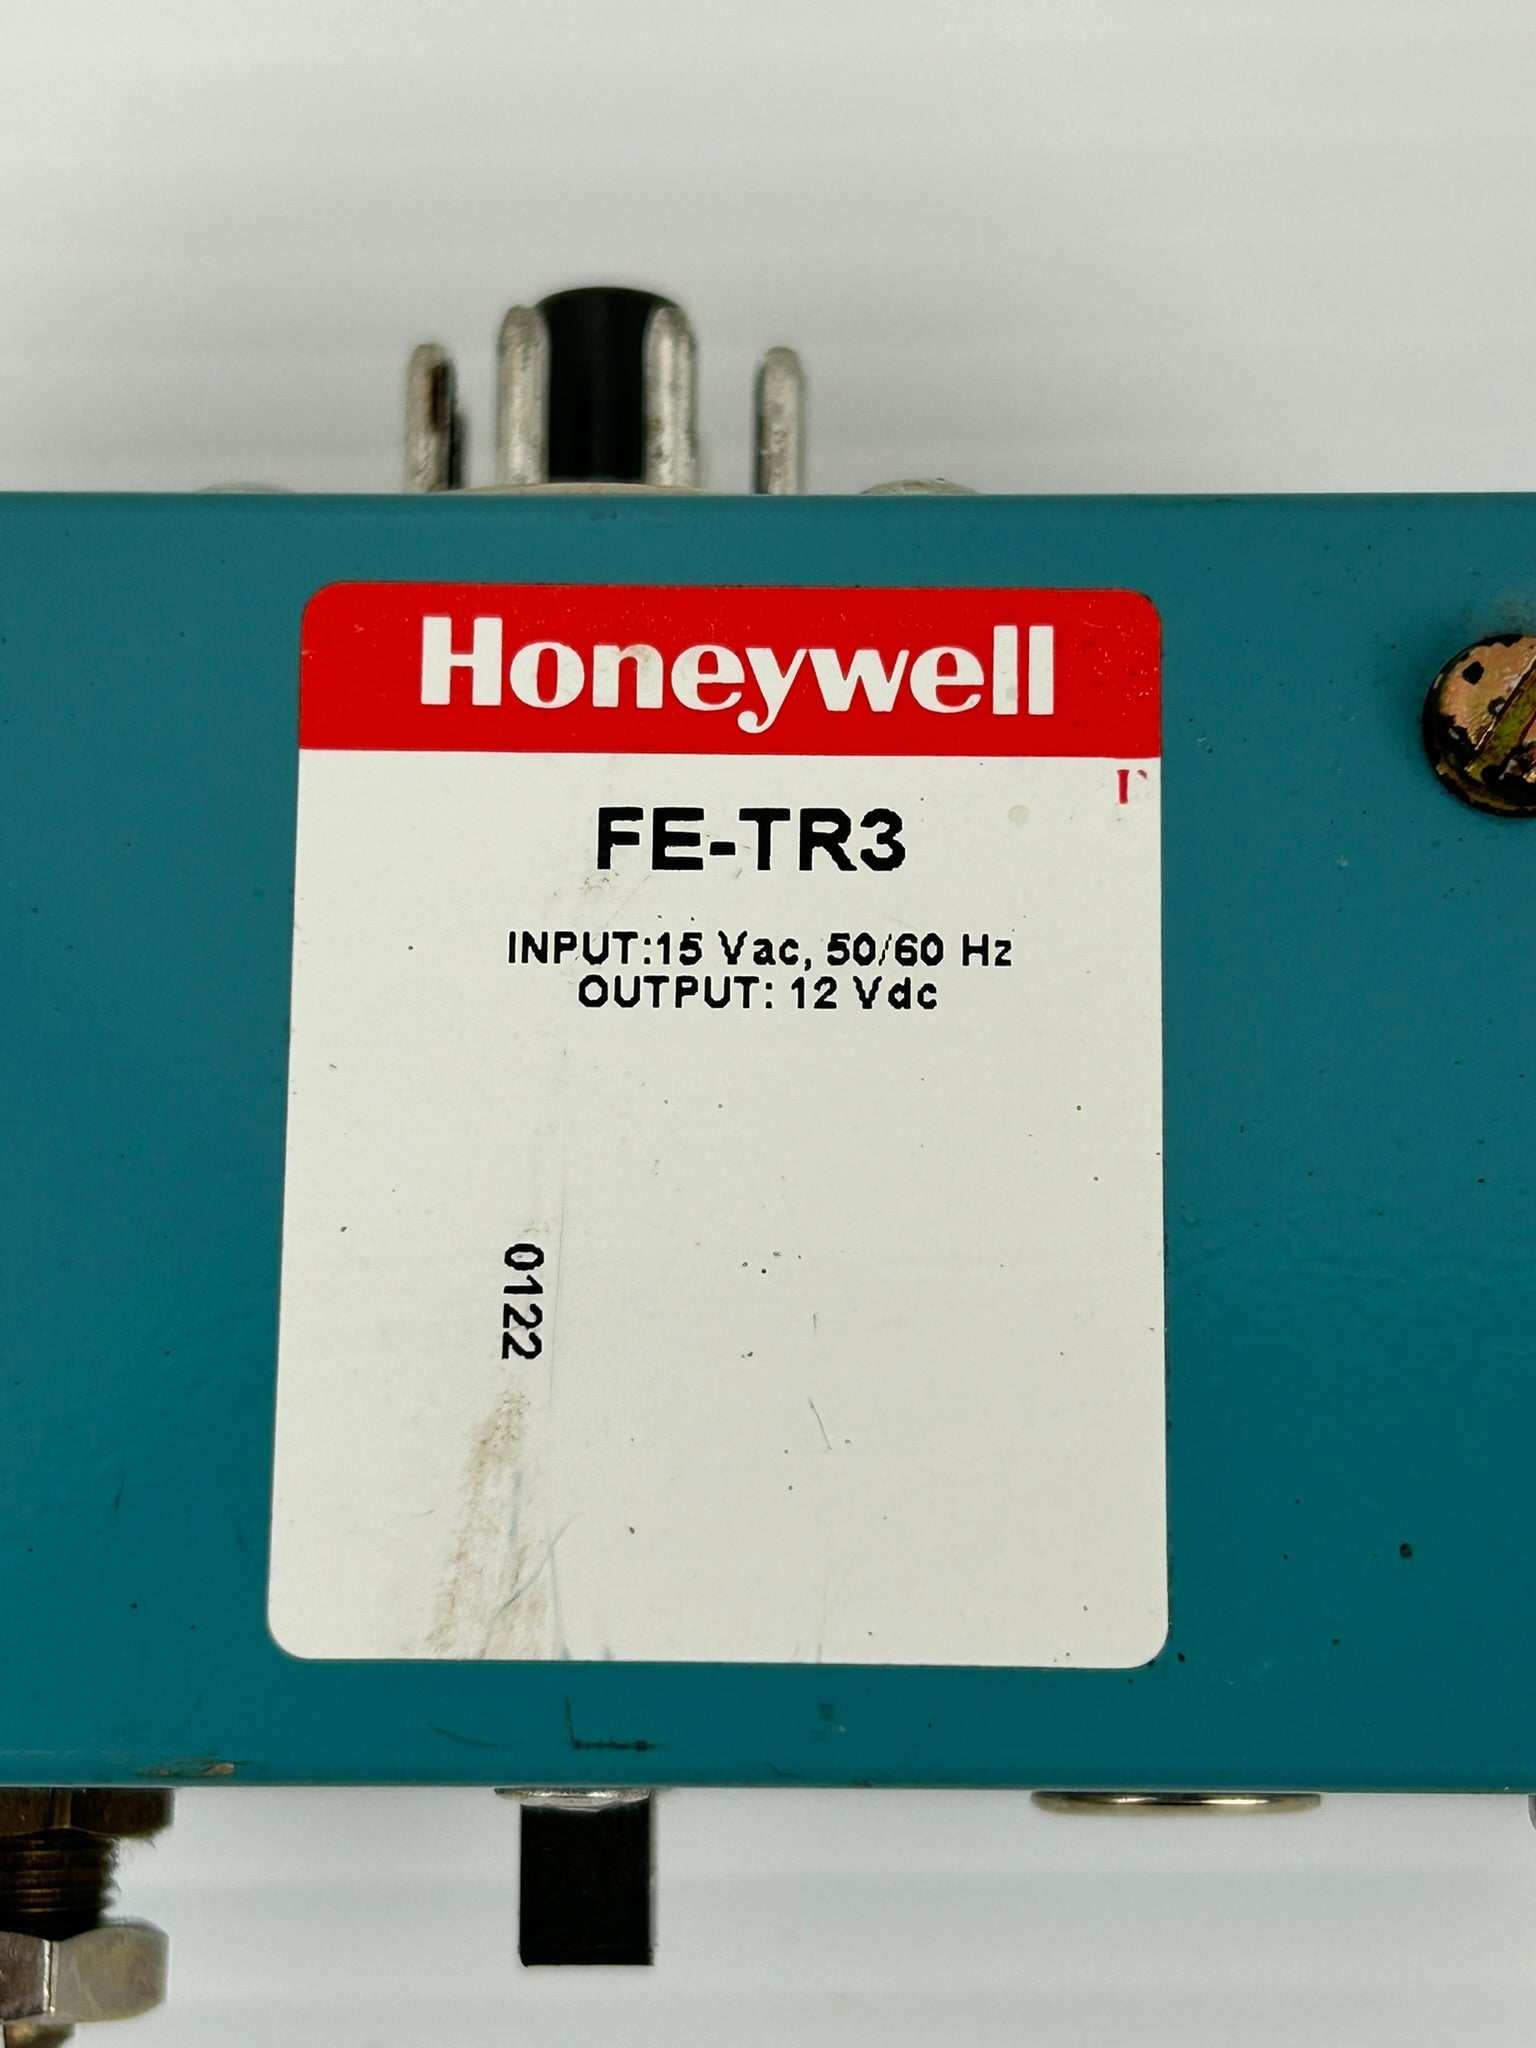 Honeywell
FE-TR3
INPUT:15 Vac, 50/60 Hz
OUTPUT: 12 Vdc
0122